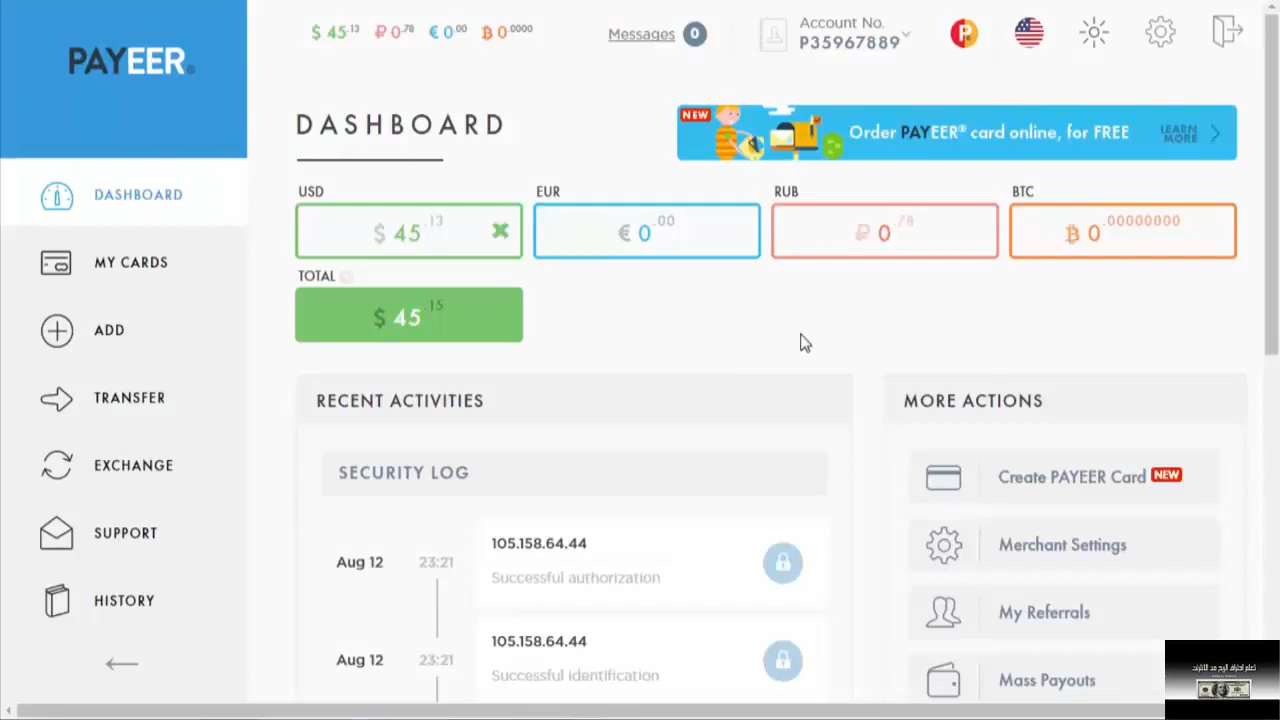 PAYEER®
$ 45.13 ₽ 0.78 € 0.00 ₿ 0.0000
Messages 0
Account No.
P35967889
DASHBOARD
NEW
Order PAYEER® card online, for FREE
LEARN
MORE
USD
EUR
RUB
BTC
$ 45.13
€ 0.00
₽ 0.78
₿ 0.00000000
TOTAL
$ 45.15
DASHBOARD
MY CARDS
ADD
TRANSFER
EXCHANGE
SUPPORT
HISTORY
RECENT ACTIVITIES
SECURITY LOG
Aug 12 23:21
105.158.64.44
Successful authorization
Aug 12 23:21
105.158.64.44
Successful identification
MORE ACTIONS
Create PAYEER Card NEW
Merchant Settings
My Referrals
Mass Payouts